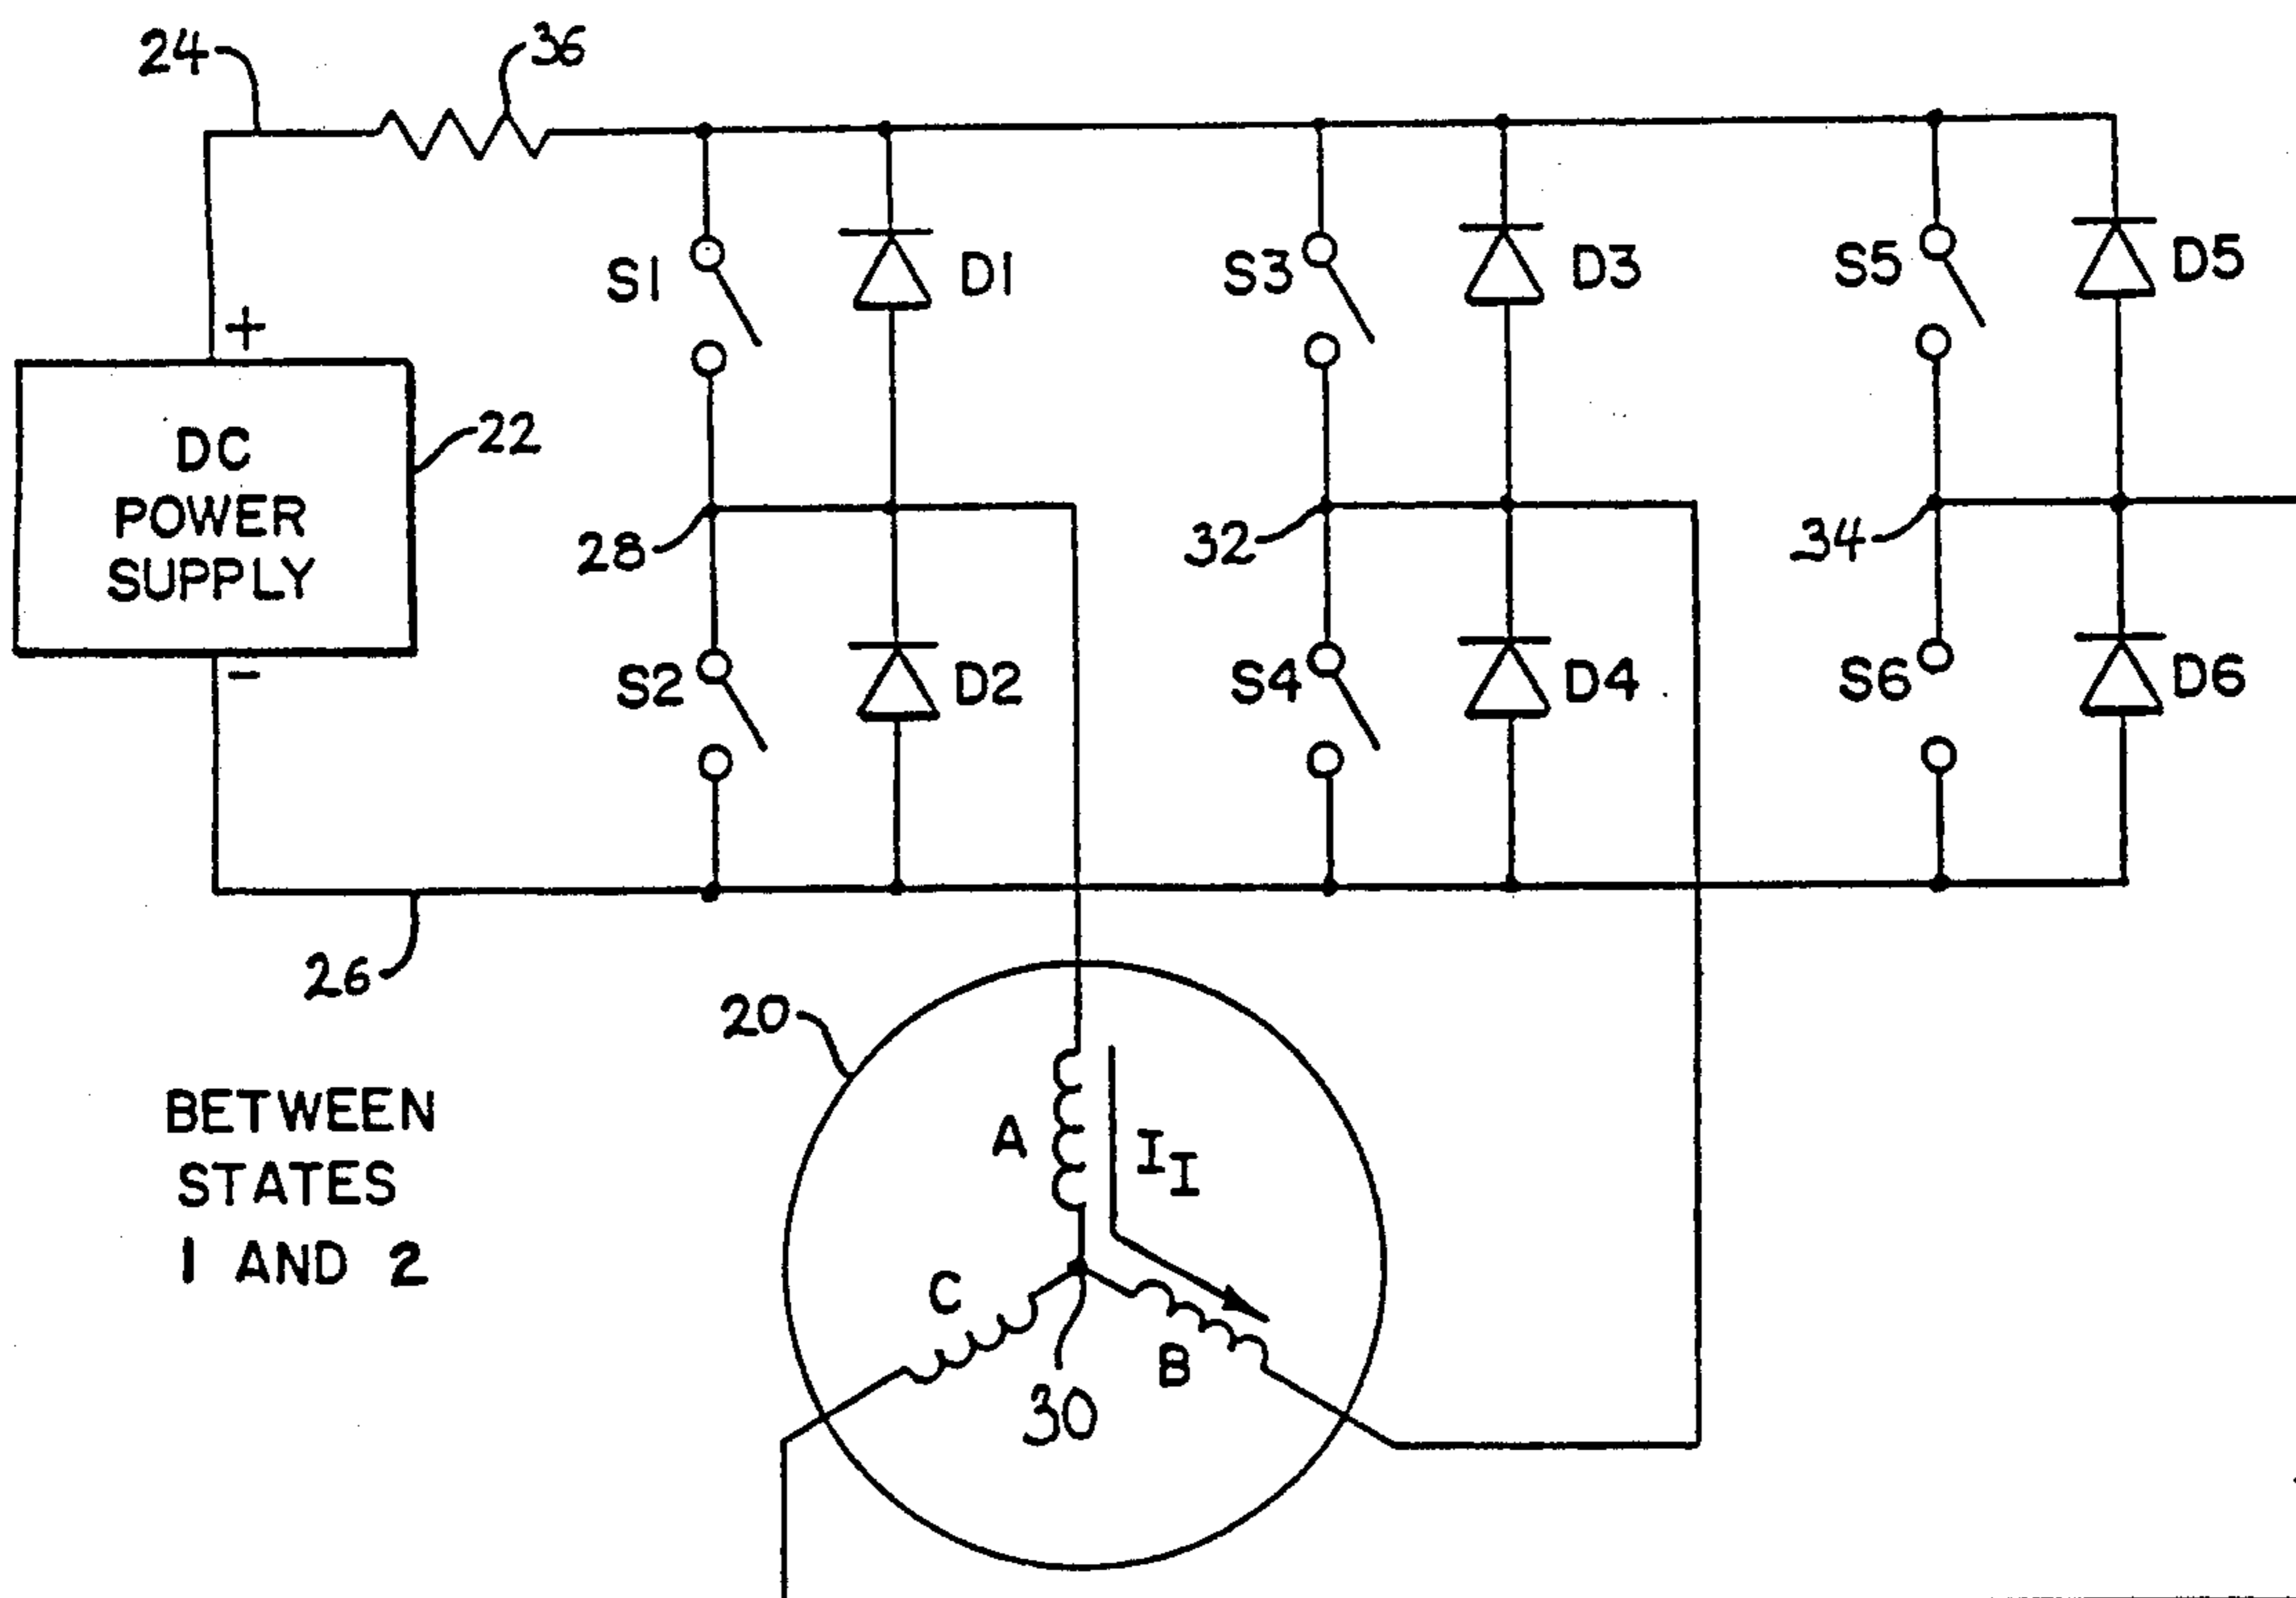 24
36
+
S1
D1
S3
D3
S5
D5
DC
POWER
SUPPLY
22
28
32
34
-
S2
D2
S4
D4
S6
D6
26
20
BETWEEN
STATES
1 AND 2
A
I_I
C
B
30